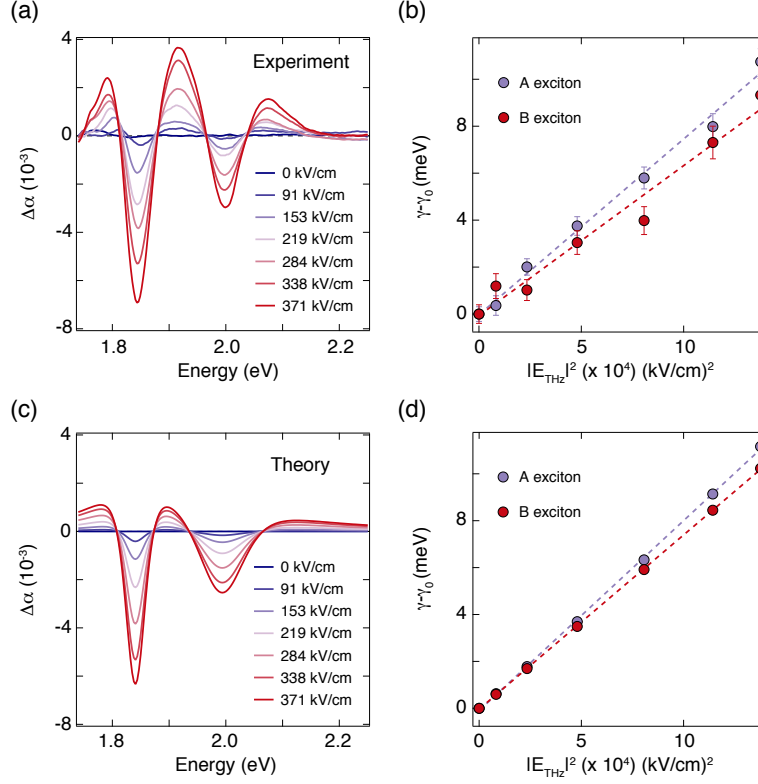 (a)
4
0
-4
-8
Δα (10-3)
Experiment
0 kV/cm
91 kV/cm
153 kV/cm
219 kV/cm
284 kV/cm
338 kV/cm
371 kV/cm
1.8
2.0
2.2
Energy (eV)
(b)
8
4
0
γ-γ0 (meV)
A exciton
B exciton
0
5
10
|ETHz|2 (x 104) (kV/cm)2
(c)
4
0
-4
-8
Δα (10-3)
Theory
0 kV/cm
91 kV/cm
153 kV/cm
219 kV/cm
284 kV/cm
338 kV/cm
371 kV/cm
1.8
2.0
2.2
Energy (eV)
(d)
8
4
0
γ-γ0 (meV)
A exciton
B exciton
0
5
10
|ETHz|2 (x 104) (kV/cm)2